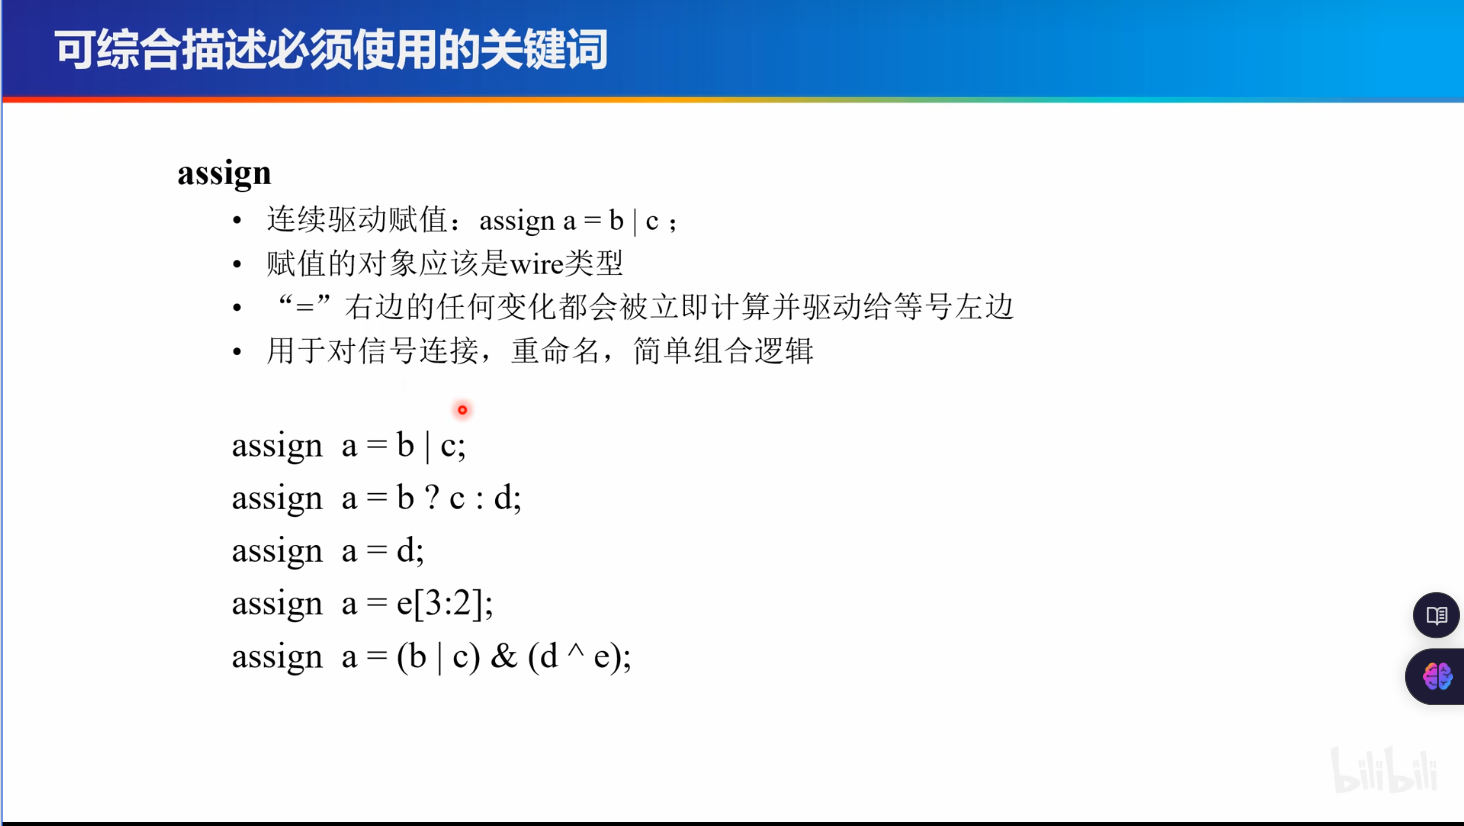 可综合描述必须使用的关键词
assign
• 连续驱动赋值：assign a = b | c ；
• 赋值的对象应该是wire类型
• “=”右边的任何变化都会被立即计算并驱动给等号左边
• 用于对信号连接，重命名，简单组合逻辑
assign a = b | c;
assign a = b ? c : d;
assign a = d;
assign a = e[3:2];
assign a = (b | c) & (d ^ e);
bilibili